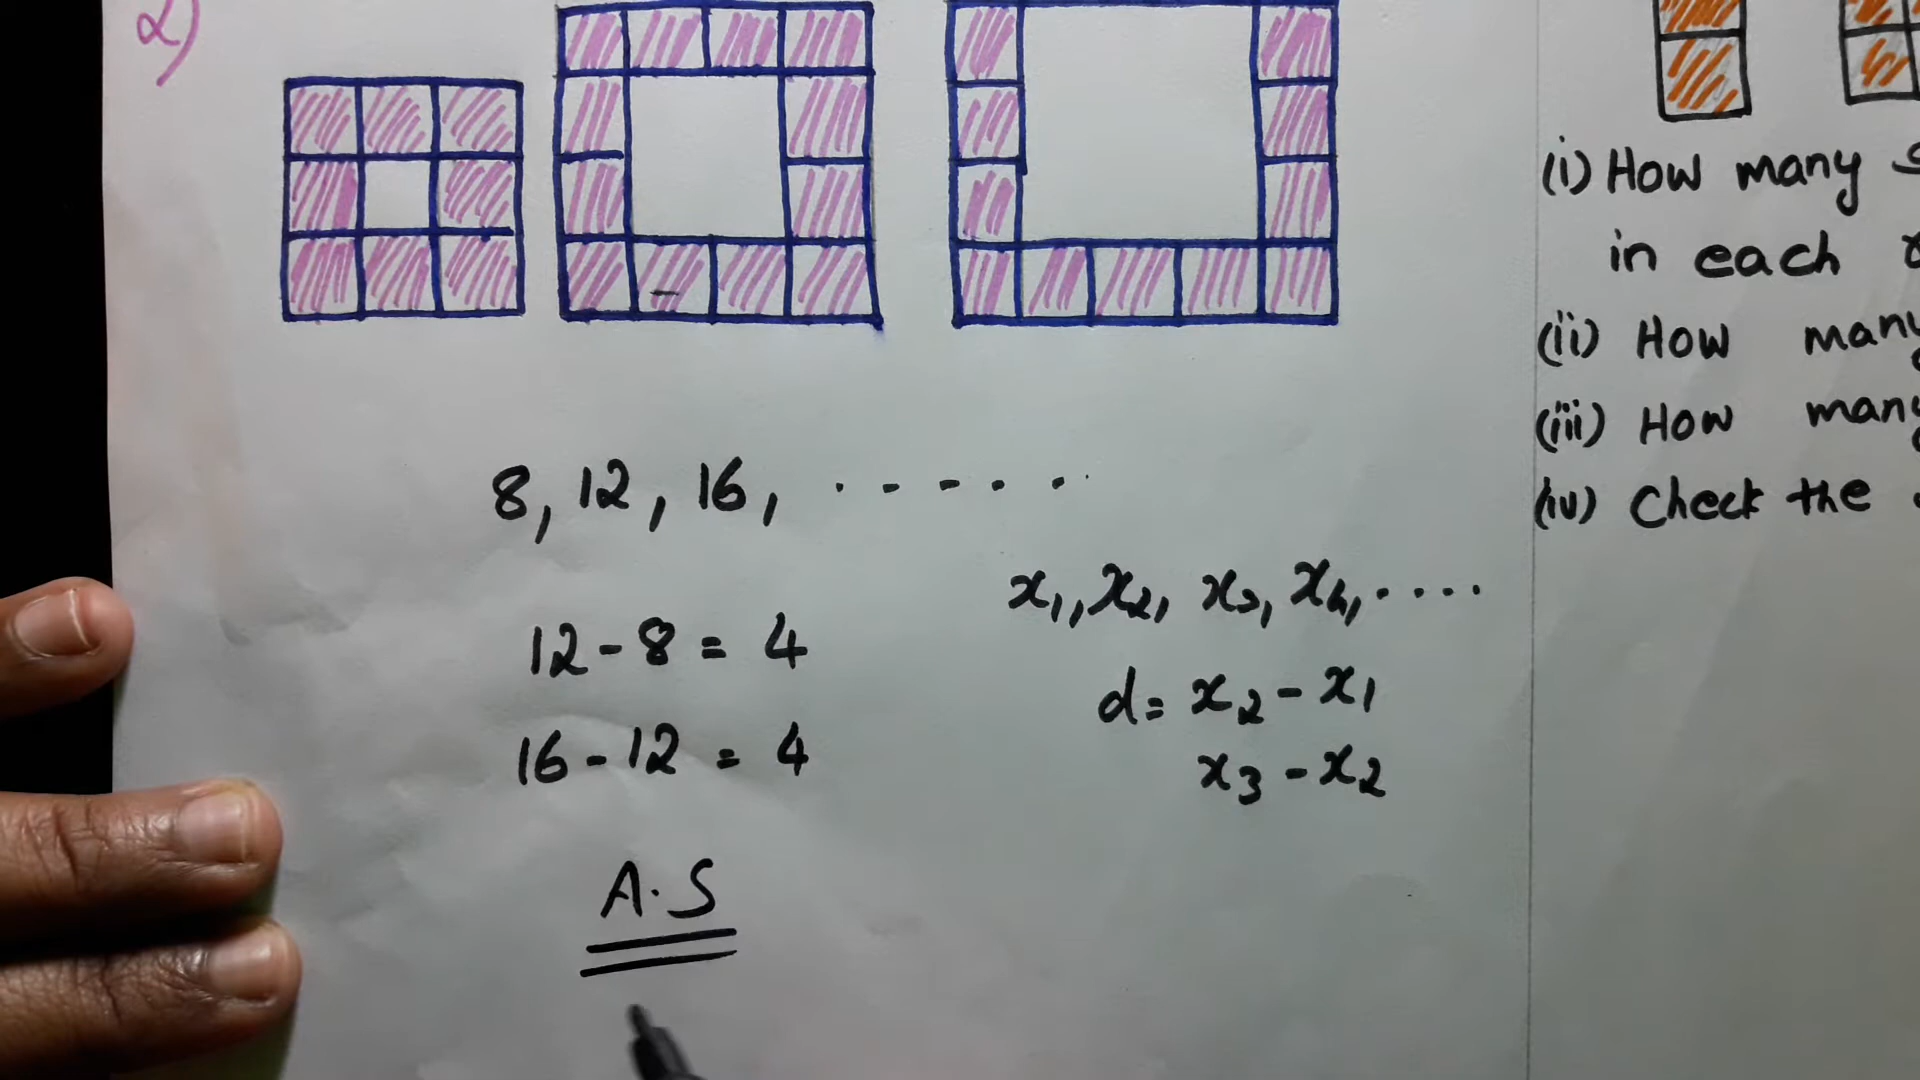 2)
8, 12, 16, ......
12 - 8 = 4
16 - 12 = 4
A.S
x₁, x₂, x₃, x₄, ....
d = x₂ - x₁
x₃ - x₂
(i) How many
in each
(ii) How many
(iii) How many
(iv) Check the